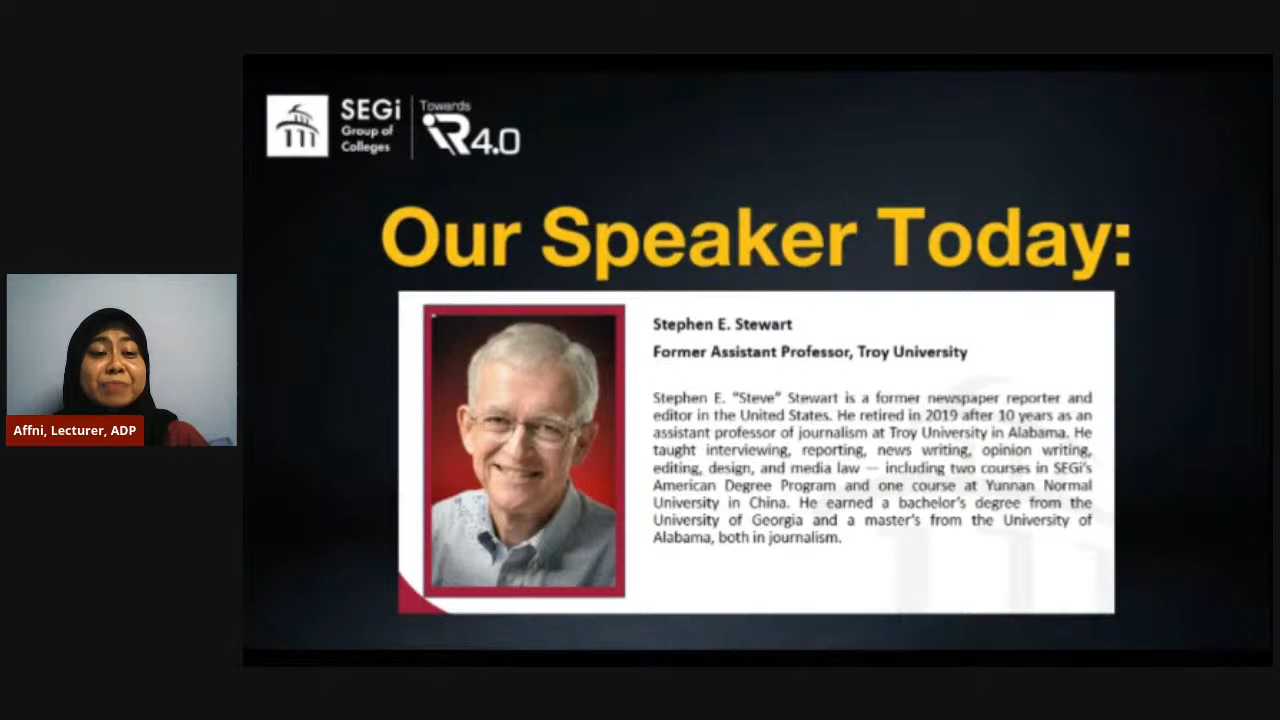 SEGi
Group of
Colleges
Towards
iR4.0
Our Speaker Today:
Stephen E. Stewart
Former Assistant Professor, Troy University
Stephen E. “Steve” Stewart is a former newspaper reporter and
editor in the United States. He retired in 2019 after 10 years as an
assistant professor of journalism at Troy University in Alabama. He
taught interviewing, reporting, news writing, opinion writing,
editing, design, and media law — including two courses in SEGi’s
American Degree Program and one course at Yunnan Normal
University in China. He earned a bachelor’s degree from the
University of Georgia and a master’s from the University of
Alabama, both in journalism.
Affni, Lecturer, ADP